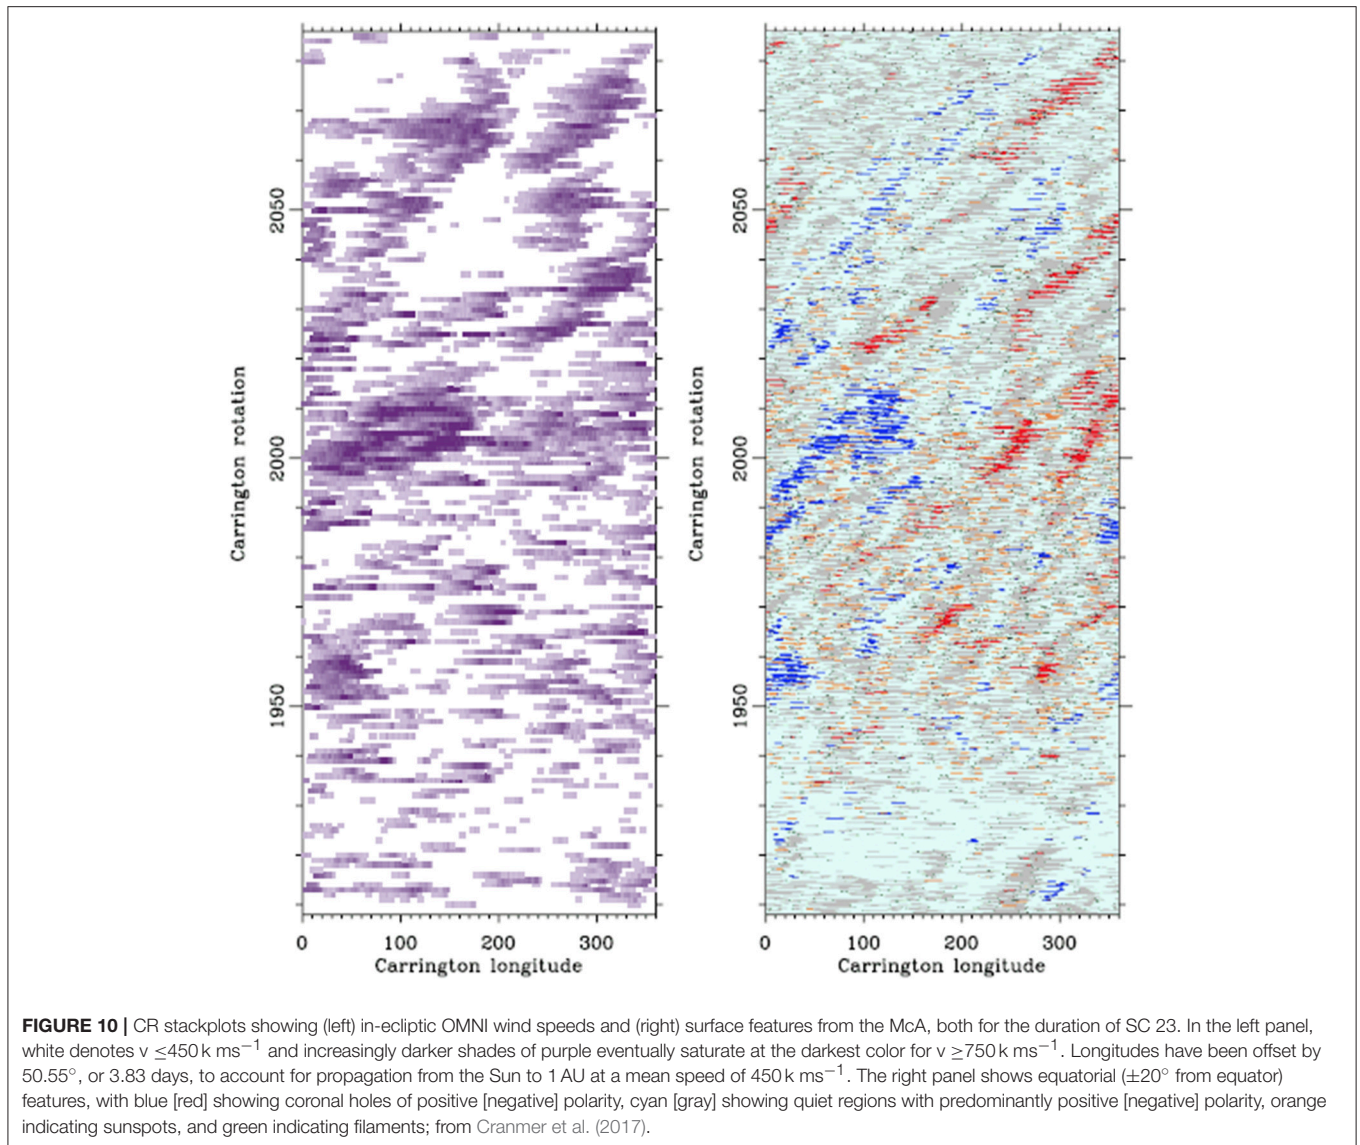 2050
2000
1950
Carrington rotation
0 100 200 300
Carrington longitude
2050
2000
1950
Carrington rotation
0 100 200 300
Carrington longitude
FIGURE 10 | CR stackplots showing (left) in-ecliptic OMNI wind speeds and (right) surface features from the McA, both for the duration of SC 23. In the left panel,
white denotes v ≤450 k ms−1 and increasingly darker shades of purple eventually saturate at the darkest color for v ≥750 k ms−1. Longitudes have been offset by
50.55°, or 3.83 days, to account for propagation from the Sun to 1 AU at a mean speed of 450 k ms−1. The right panel shows equatorial (±20° from equator)
features, with blue [red] showing coronal holes of positive [negative] polarity, cyan [gray] showing quiet regions with predominantly positive [negative] polarity, orange
indicating sunspots, and green indicating filaments; from Cranmer et al. (2017).